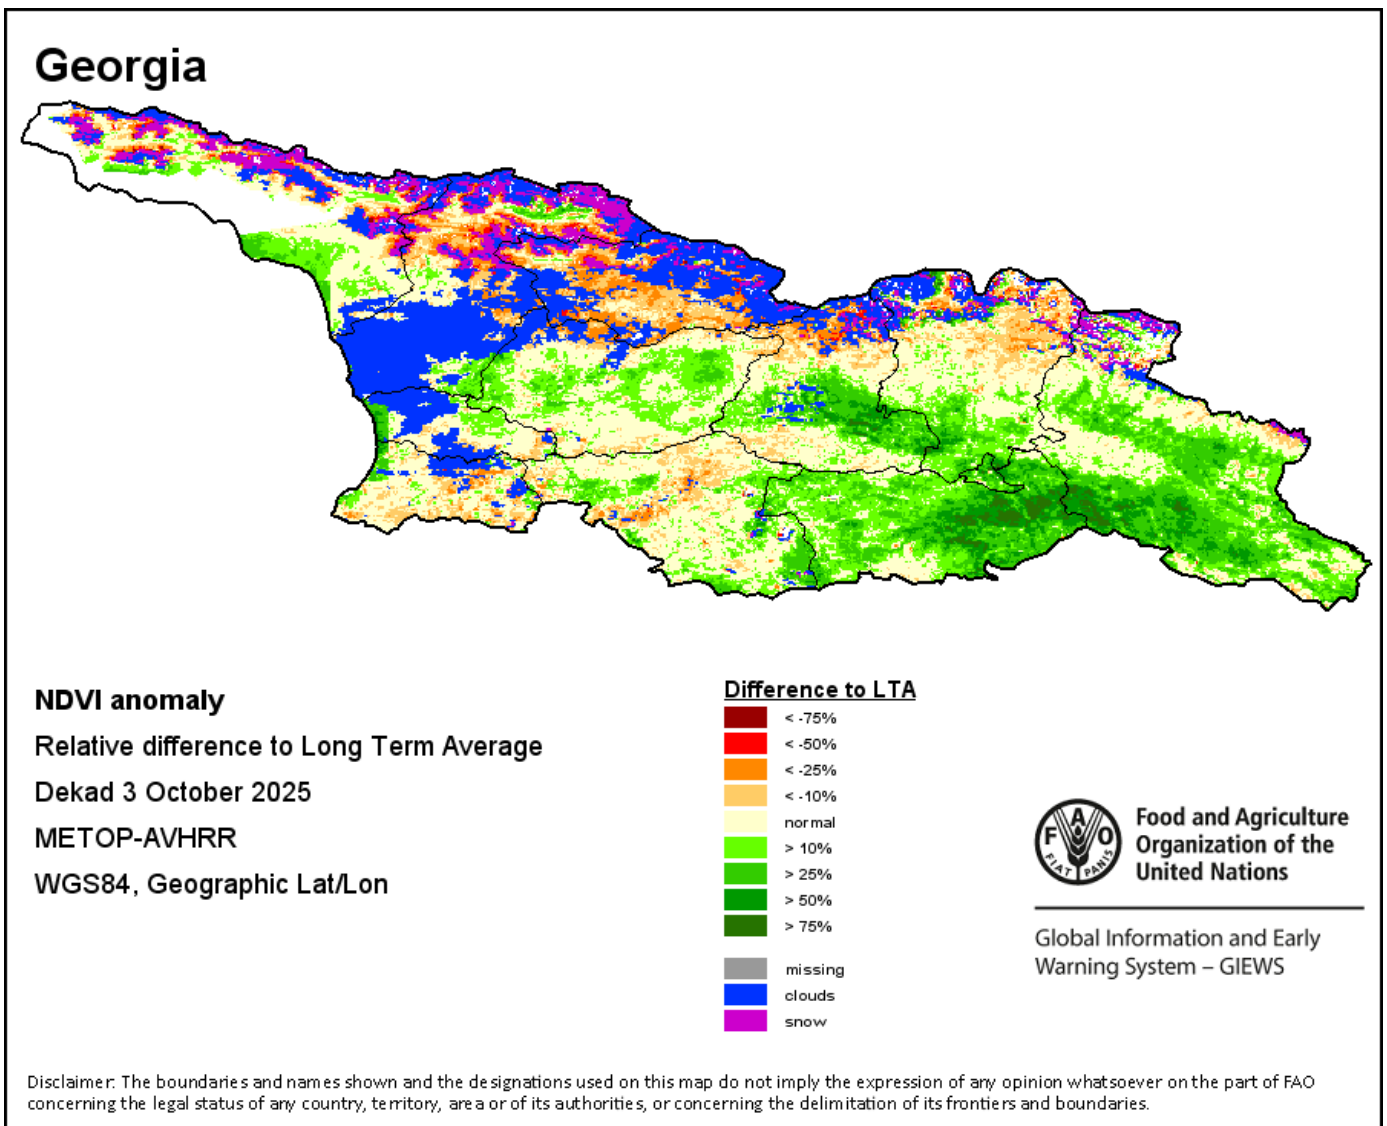 Georgia
NDVI anomaly
Relative difference to Long Term Average
Dekad 3 October 2025
METOP-AVHRR
WGS84, Geographic Lat/Lon
Difference to LTA
< -75%
< -50%
< -25%
< -10%
normal
> 10%
> 25%
> 50%
> 75%
missing
clouds
snow
F A O
FIAT PANIS
Food and Agriculture
Organization of the
United Nations
Global Information and Early
Warning System – GIEWS
Disclaimer: The boundaries and names shown and the designations used on this map do not imply the expression of any opinion whatsoever on the part of FAO
concerning the legal status of any country, territory, area or of its authorities, or concerning the delimitation of its frontiers and boundaries.